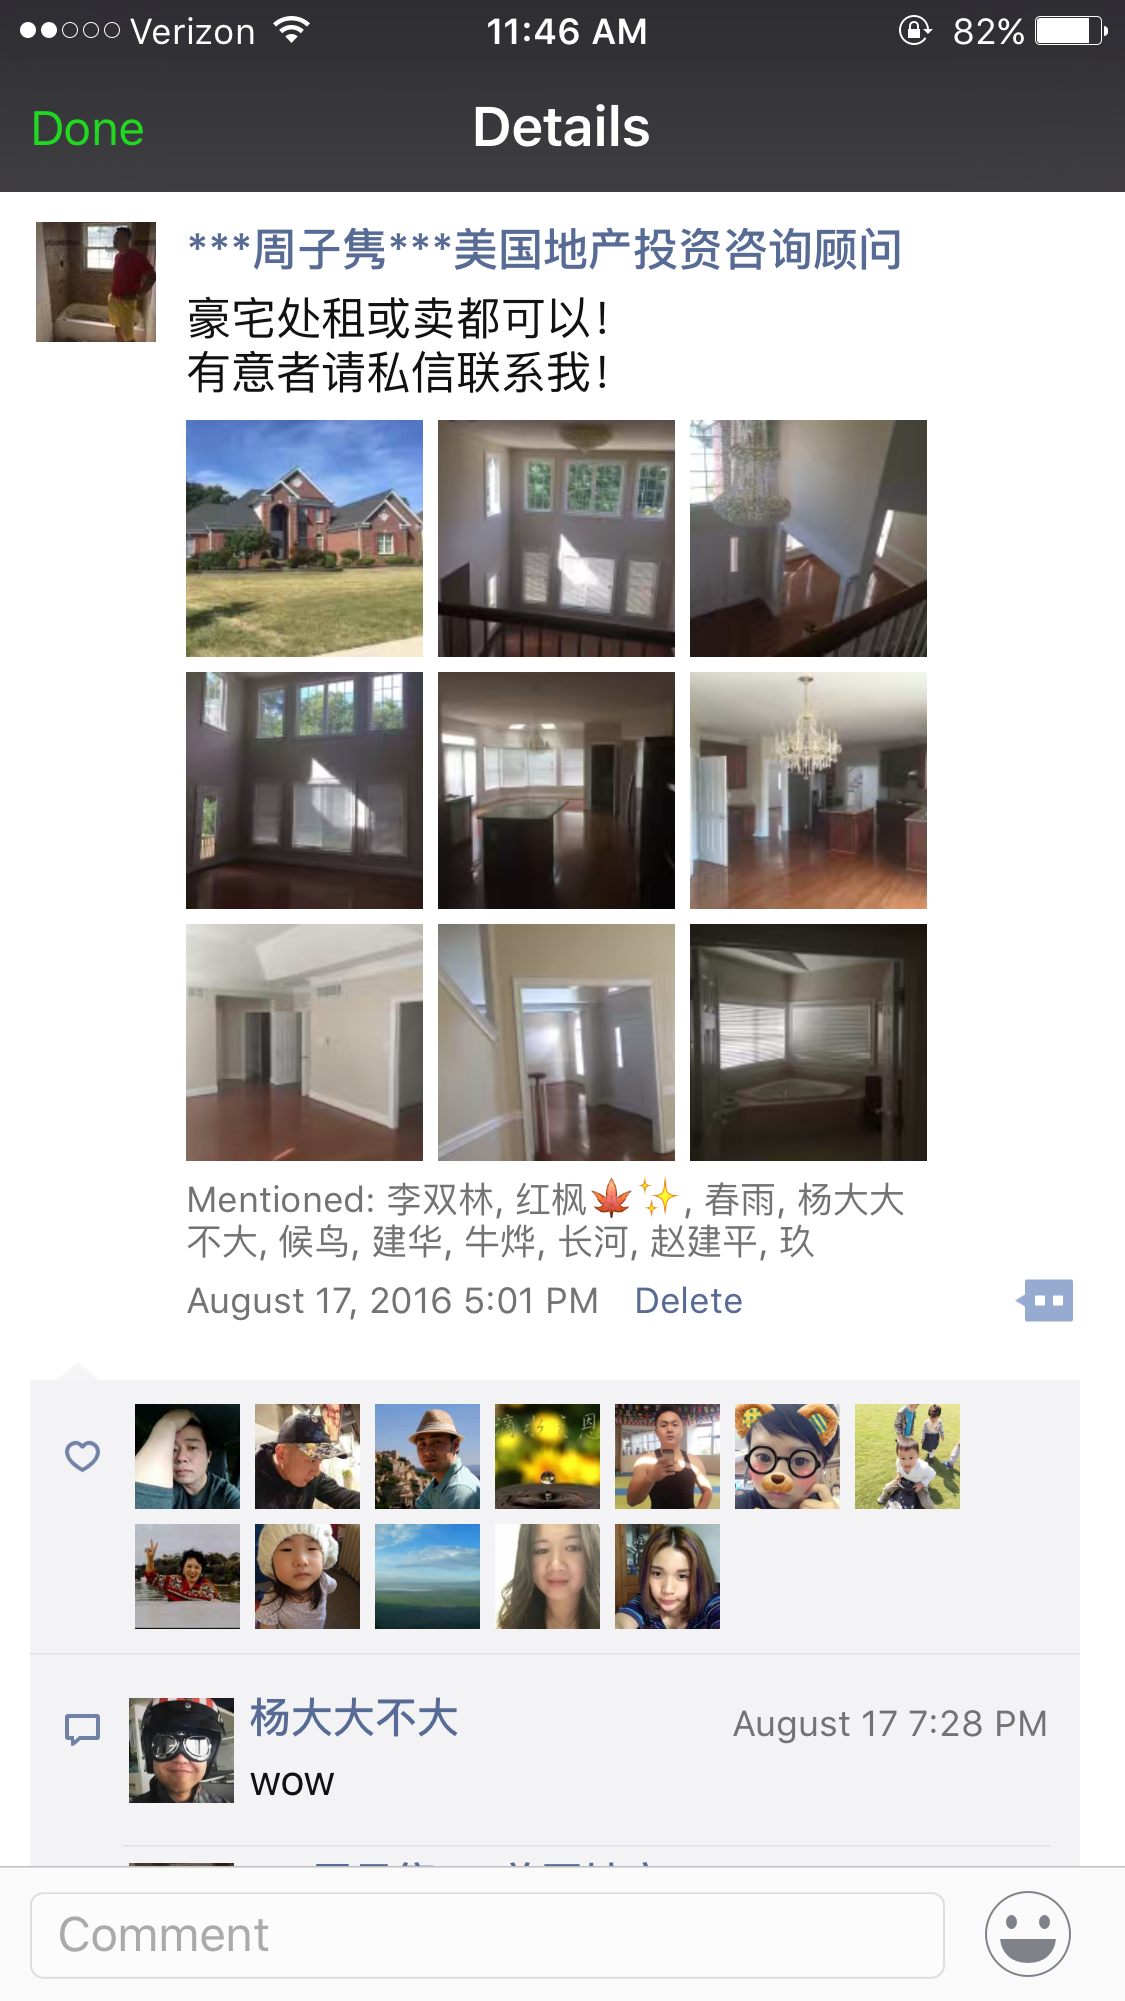 Verizon 11:46 AM 82%
Done Details
***周子隽***美国地产投资咨询顾问
豪宅处租或卖都可以！
有意者请私信联系我！
Mentioned: 李双林, 红枫🍁✨, 春雨, 杨大大
不大, 候鸟, 建华, 牛烨, 长河, 赵建平, 玖
August 17, 2016 5:01 PM Delete
杨大大不大 August 17 7:28 PM
wow
Comment